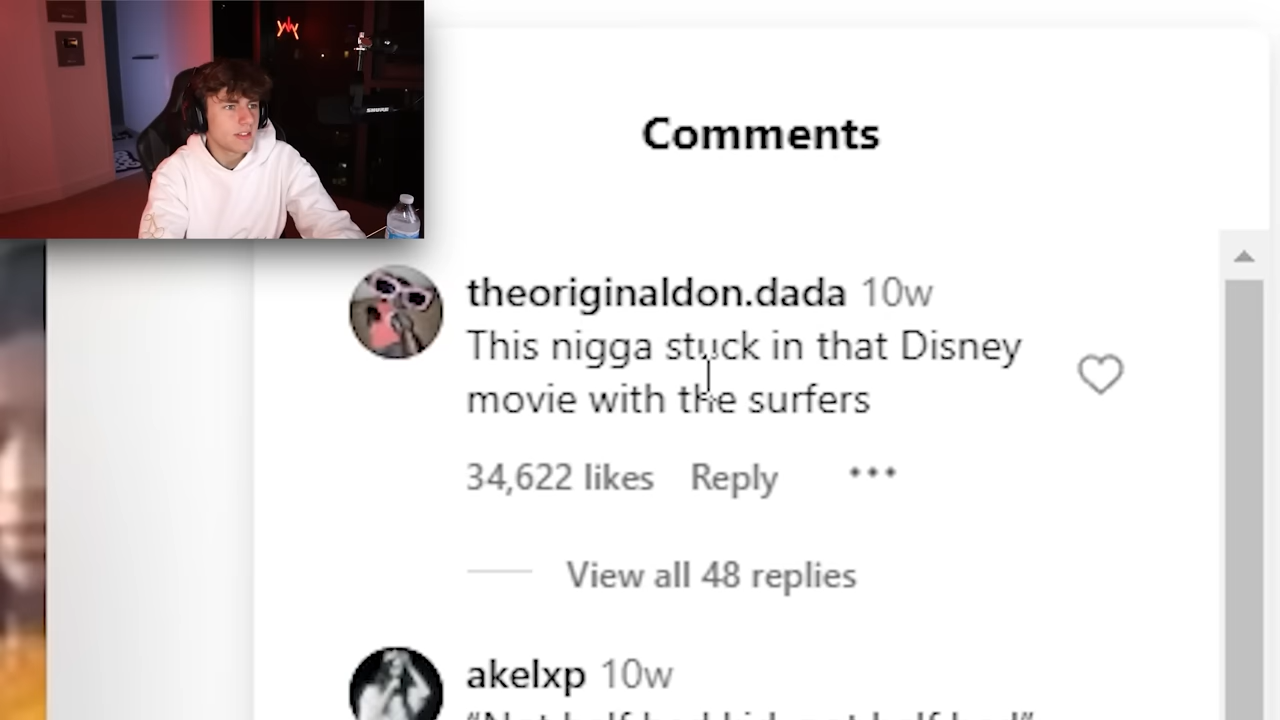 SHURE
Comments
theoriginaldon.dada 10w
This nigga stuck in that Disney
movie with the surfers
34,622 likes Reply •••
View all 48 replies
akelxp 10w